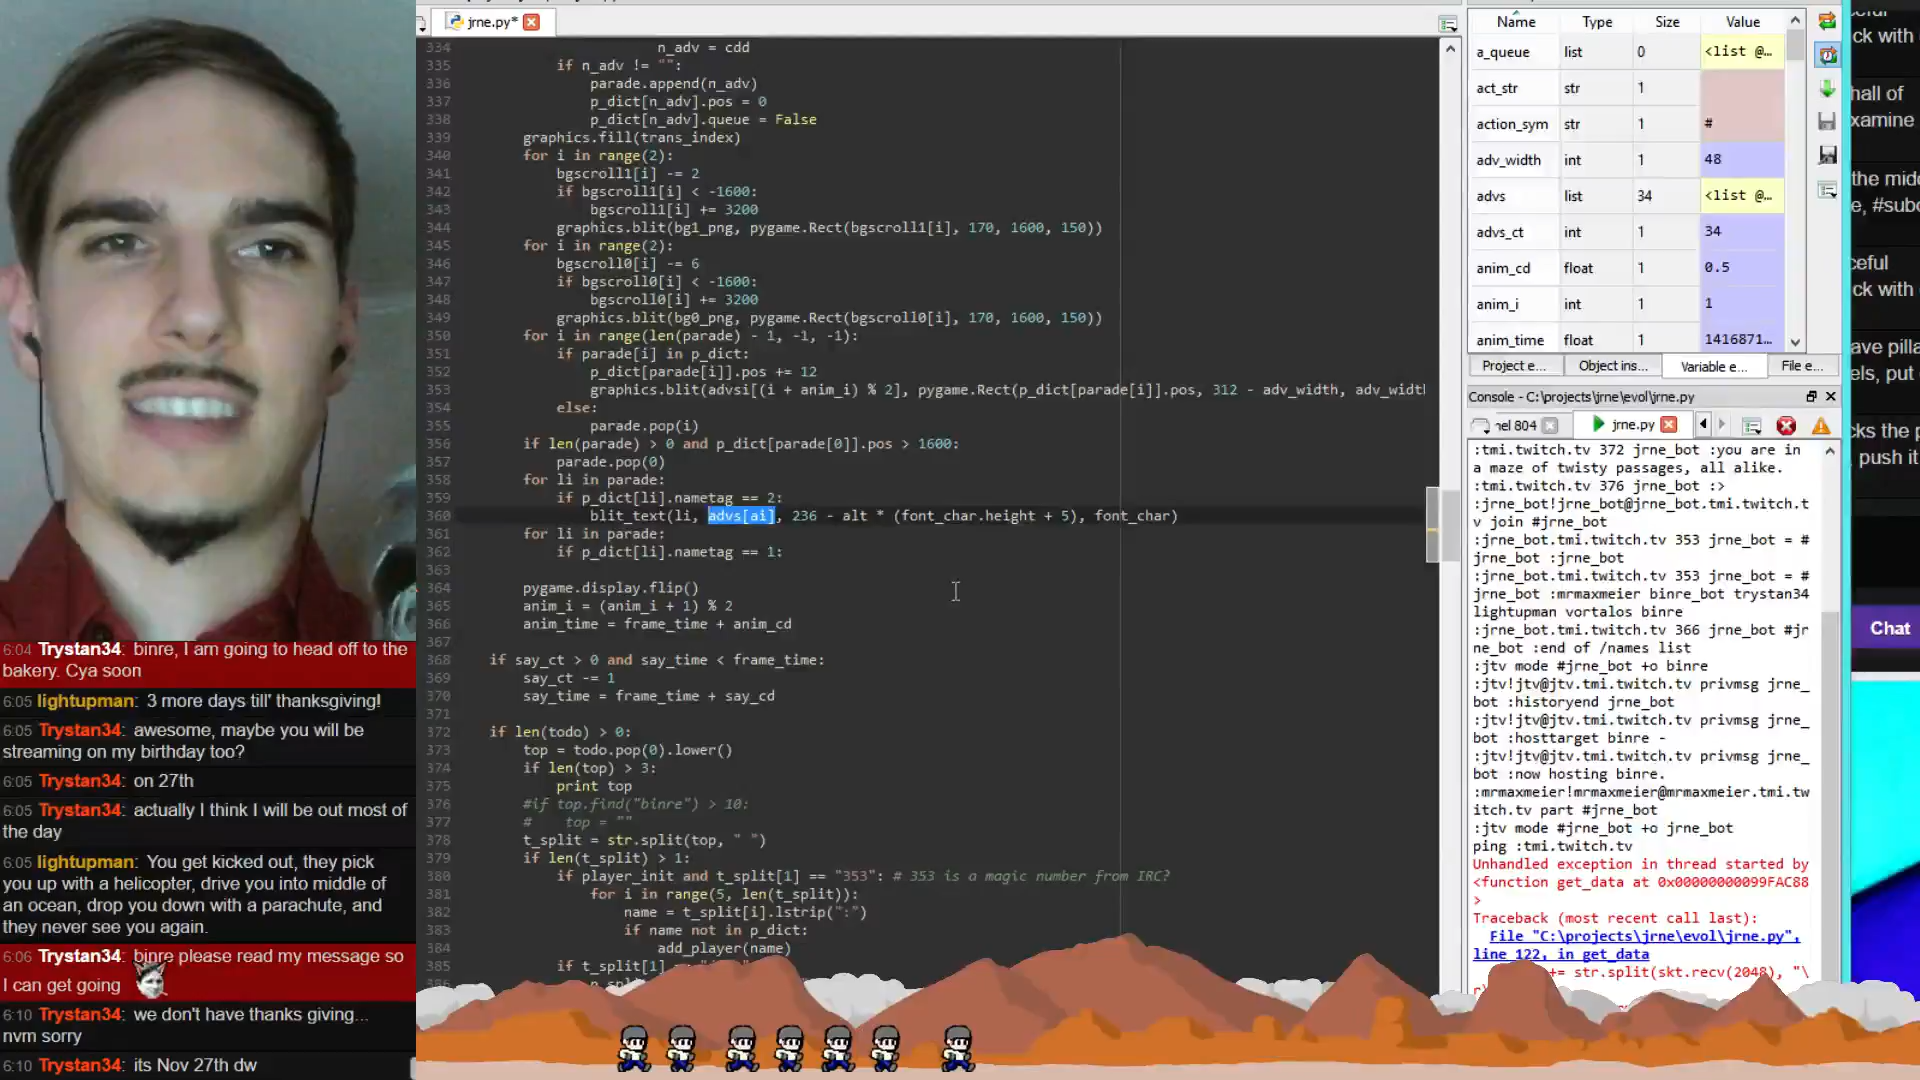 jrne.py*
334 n_adv = cdd
335 if n_adv != "":
336 parade.append(n_adv)
337 p_dict[n_adv].pos = 0
338 p_dict[n_adv].queue = False
339 graphics.fill(trans_index)
340 for i in range(2):
341 bgscroll1[i] -= 2
342 if bgscroll1[i] < -1600:
343 bgscroll1[i] += 3200
344 graphics.blit(bg1_png, pygame.Rect(bgscroll1[i], 170, 1600, 150))
345 for i in range(2):
346 bgscroll0[i] -= 6
347 if bgscroll0[i] < -1600:
348 bgscroll0[i] += 3200
349 graphics.blit(bg0_png, pygame.Rect(bgscroll0[i], 170, 1600, 150))
350 for i in range(len(parade) - 1, -1, -1):
351 if parade[i] in p_dict:
352 p_dict[parade[i]].pos += 12
353 graphics.blit(advsi[(i + anim_i) % 2], pygame.Rect(p_dict[parade[i]].pos, 312 - adv_width, adv_widt
354 else:
355 parade.pop(i)
356 if len(parade) > 0 and p_dict[parade[0]].pos > 1600:
357 parade.pop(0)
358 for li in parade:
359 if p_dict[li].nametag == 2:
360 blit_text(li, advs[ai], 236 - alt * (font_char.height + 5), font_char)
361 for li in parade:
362 if p_dict[li].nametag == 1:
363
364 pygame.display.flip()
365 anim_i = (anim_i + 1) % 2
366 anim_time = frame_time + anim_cd
367
368 if say_ct > 0 and say_time < frame_time:
369 say_ct -= 1
370 say_time = frame_time + say_cd
371
372 if len(todo) > 0:
373 top = todo.pop(0).lower()
374 if len(top) > 3:
375 print top
376 #if top.find("binre") > 10:
377 # top = ""
378 t_split = str.split(top, " ")
379 if len(t_split) > 1:
380 if player_init and t_split[1] == "353": # 353 is a magic number from IRC?
381 for i in range(5, len(t_split)):
382 name = t_split[i].lstrip(":")
383 if name not in p_dict:
384 add_player(name)
385 if t_split[1]
Name Type Size Value
a_queue list 0 <list @…
act_str str 1
action_sym str 1 #
adv_width int 1 48
advs list 34 <list @…
advs_ct int 1 34
anim_cd float 1 0.5
anim_i int 1 1
anim_time float 1 1416871…
Project e… Object ins… Variable e… File e…
Console - C:\projects\jrne\evol\jrne.py
nel 804 jrne.py
:tmi.twitch.tv 372 jrne_bot :you are in
a maze of twisty passages, all alike.
:tmi.twitch.tv 376 jrne_bot :>
:jrne_bot!jrne_bot@jrne_bot.tmi.twitch.t
v join #jrne_bot
:jrne_bot.tmi.twitch.tv 353 jrne_bot = #
jrne_bot :jrne_bot
:jrne_bot.tmi.twitch.tv 353 jrne_bot = #
jrne_bot :mrmaxmeier binre_bot trystan34
lightupman vortalos binre
:jrne_bot.tmi.twitch.tv 366 jrne_bot #jr
ne_bot :end of /names list
:jtv mode #jrne_bot +o binre
:jtv!jtv@jtv.tmi.twitch.tv privmsg jrne_
bot :historyend jrne_bot
:jtv!jtv@jtv.tmi.twitch.tv privmsg jrne_
bot :hosttarget binre -
:jtv!jtv@jtv.tmi.twitch.tv privmsg jrne_
bot :now hosting binre.
:mrmaxmeier!mrmaxmeier@mrmaxmeier.tmi.tw
itch.tv part #jrne_bot
:jtv mode #jrne_bot +o jrne_bot
ping :tmi.twitch.tv
Unhandled exception in thread started by
<function get_data at 0x00000000099FAC88
>
Traceback (most recent call last):
File "C:\projects\jrne\evol\jrne.py",
line 122, in get_data
+= str.split(skt.recv(2048), "\
ck with
hall of
xamine
the midd
e, #subc
ceful
ck with
ave pilla
els, put
cks the p
, push it
Chat
6:04 Trystan34: binre, I am going to head off to the
bakery. Cya soon
6:05 lightupman: 3 more days till' thanksgiving!
6:05 Trystan34: awesome, maybe you will be
streaming on my birthday too?
6:05 Trystan34: on 27th
6:05 Trystan34: actually I think I will be out most of
the day
6:05 lightupman: You get kicked out, they pick
you up with a helicopter, drive you into middle of
an ocean, drop you down with a parachute, and
they never see you again.
6:06 Trystan34: binre please read my message so
I can get going
6:10 Trystan34: we don't have thanks giving...
nvm sorry
6:10 Trystan34: its Nov 27th dw